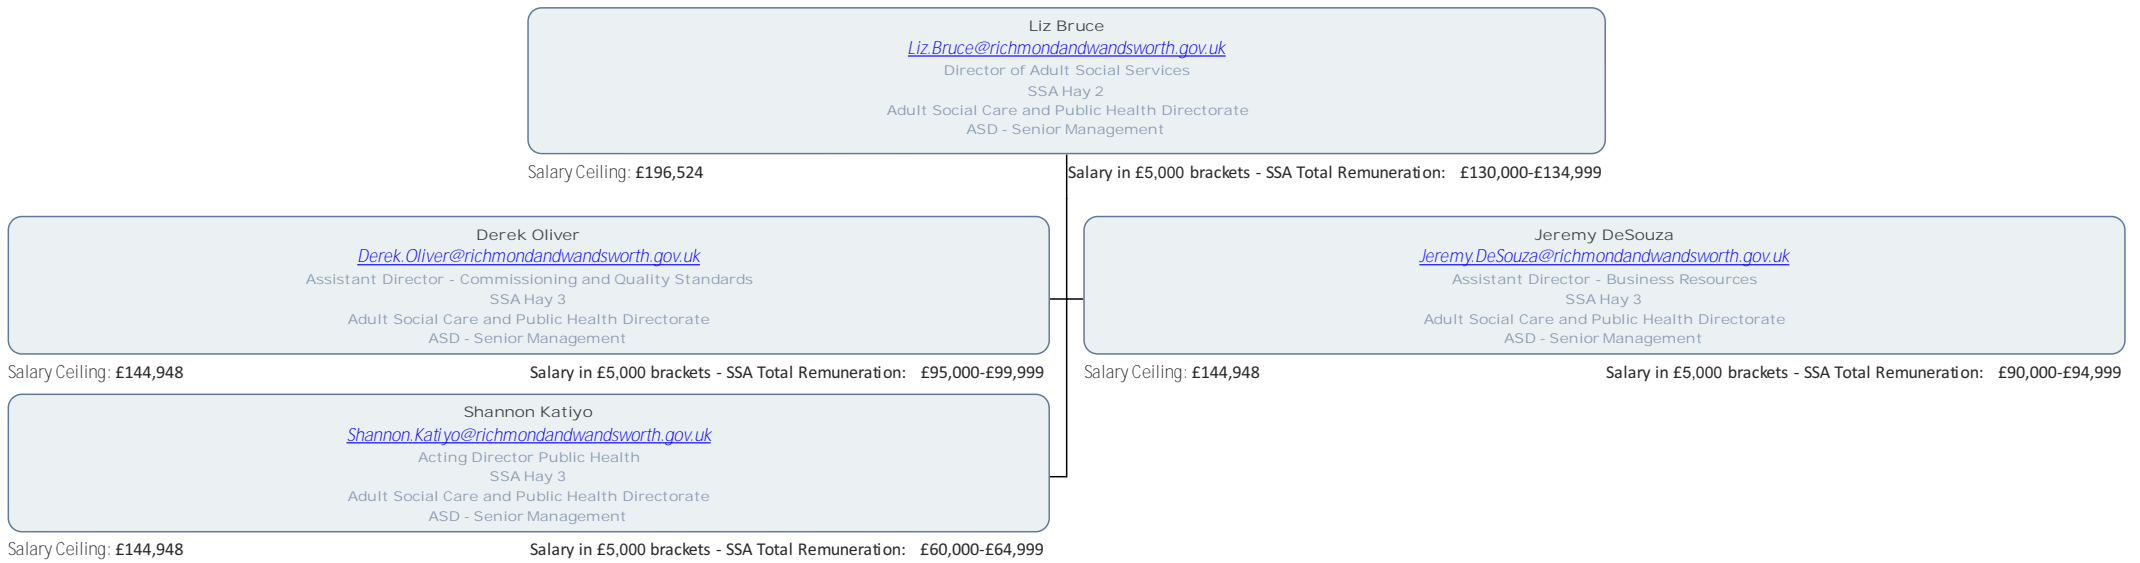 Liz Bruce
Liz.Bruce@richmondandwandsworth.gov.uk
Director of Adult Social Services
SSA Hay 2
Adult Social Care and Public Health Directorate
ASD - Senior Management
Salary Ceiling: £196,524 Salary in £5,000 brackets - SSA Total Remuneration: £130,000-£134,999
Derek Oliver
Derek.Oliver@richmondandwandsworth.gov.uk
Assistant Director - Commissioning and Quality Standards
SSA Hay 3
Adult Social Care and Public Health Directorate
ASD - Senior Management
Salary Ceiling: £144,948 Salary in £5,000 brackets - SSA Total Remuneration: £95,000-£99,999
Jeremy DeSouza
Jeremy.DeSouza@richmondandwandsworth.gov.uk
Assistant Director - Business Resources
SSA Hay 3
Adult Social Care and Public Health Directorate
ASD - Senior Management
Salary Ceiling: £144,948 Salary in £5,000 brackets - SSA Total Remuneration: £90,000-£94,999
Shannon Katiyo
Shannon.Katiyo@richmondandwandsworth.gov.uk
Acting Director Public Health
SSA Hay 3
Adult Social Care and Public Health Directorate
ASD - Senior Management
Salary Ceiling: £144,948 Salary in £5,000 brackets - SSA Total Remuneration: £60,000-£64,999